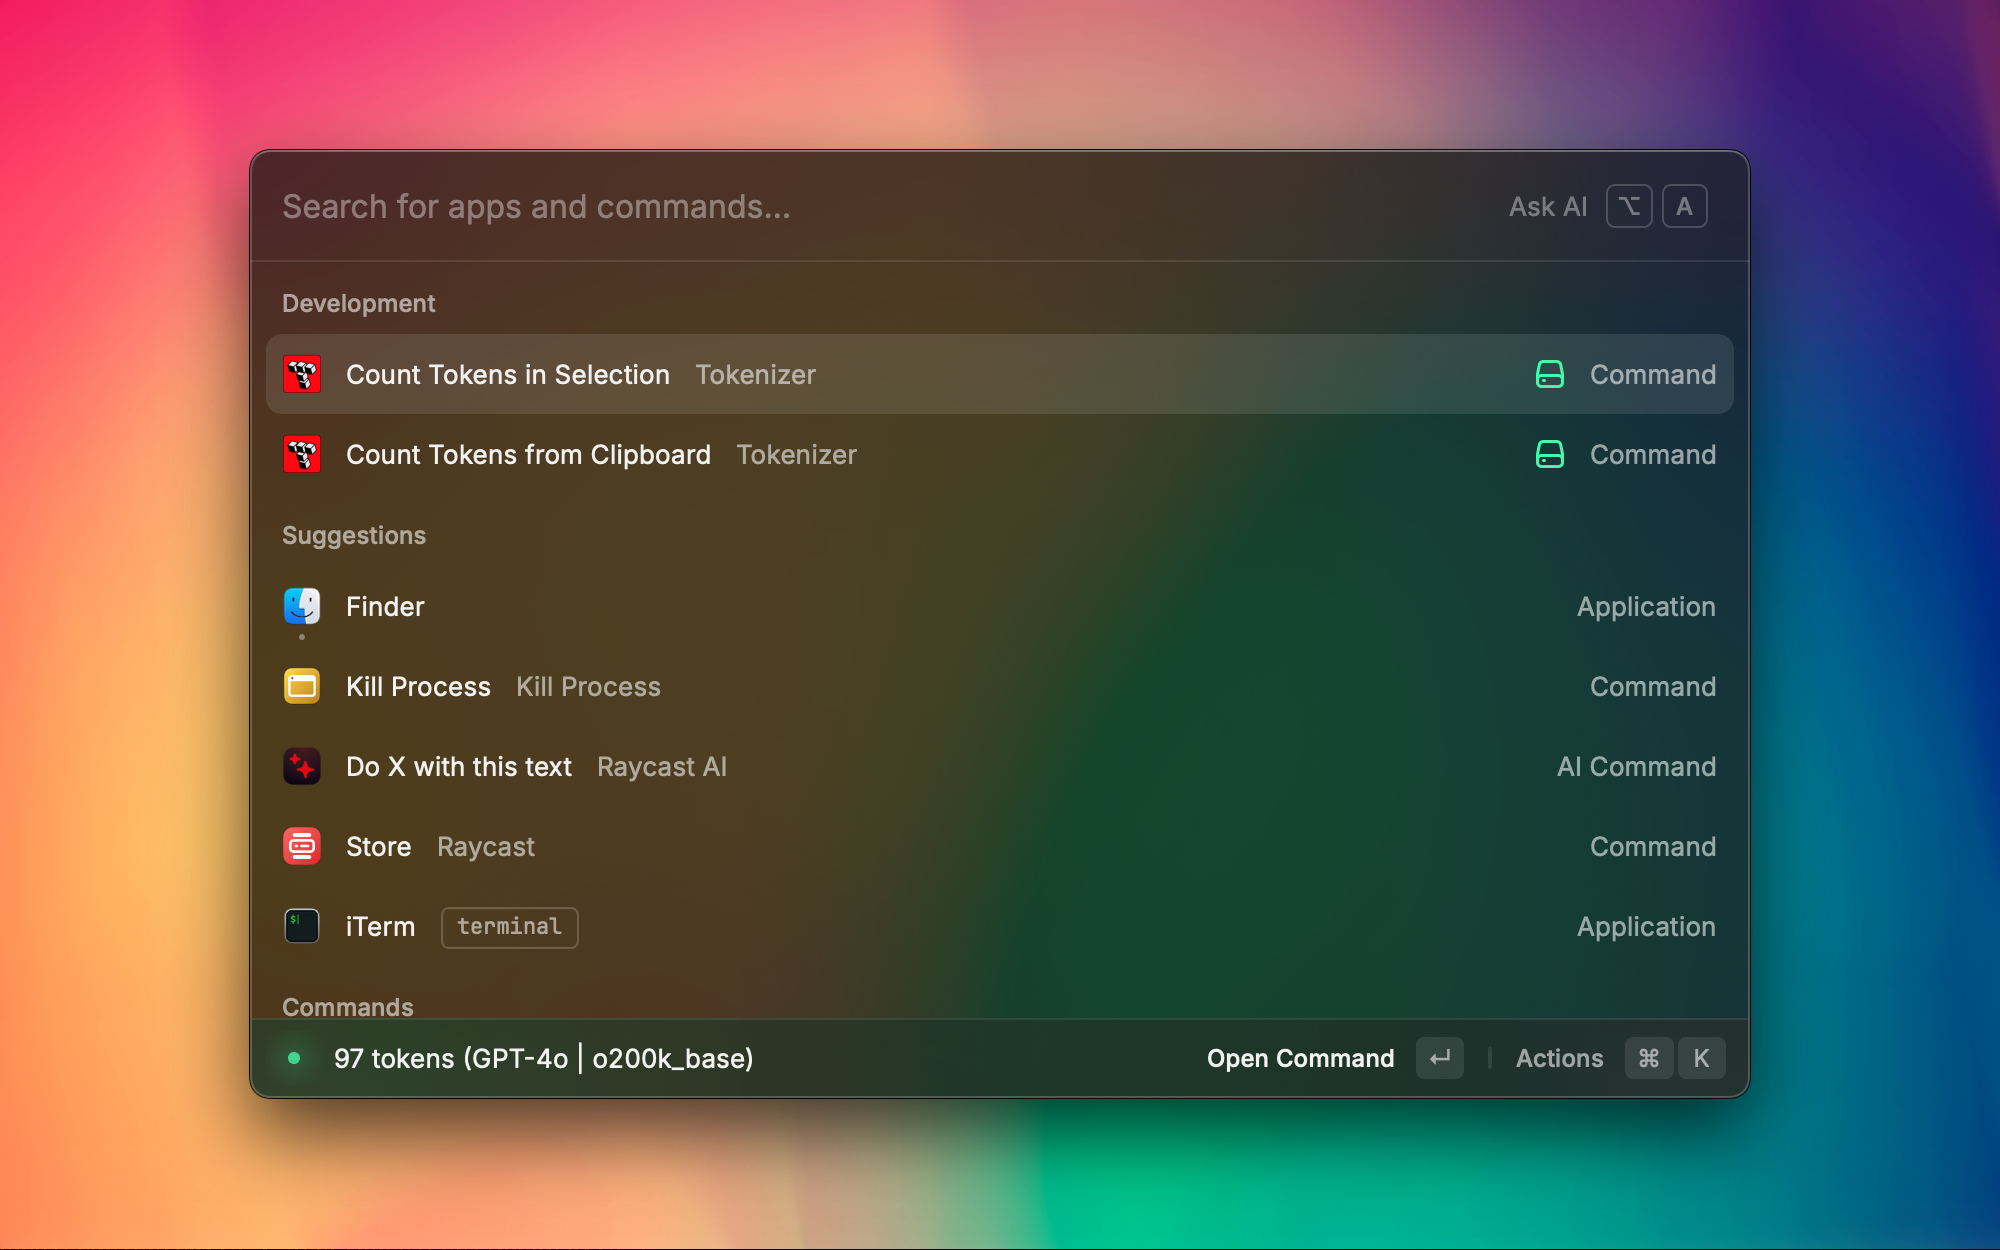 Search for apps and commands...
Ask AI ⌥ A
Development
Count Tokens in Selection Tokenizer Command
Count Tokens from Clipboard Tokenizer Command
Suggestions
Finder Application
Kill Process Kill Process Command
Do X with this text Raycast AI AI Command
Store Raycast Command
$| iTerm terminal Application
Commands
97 tokens (GPT-4o | o200k_base) Open Command ↵ | Actions ⌘ K